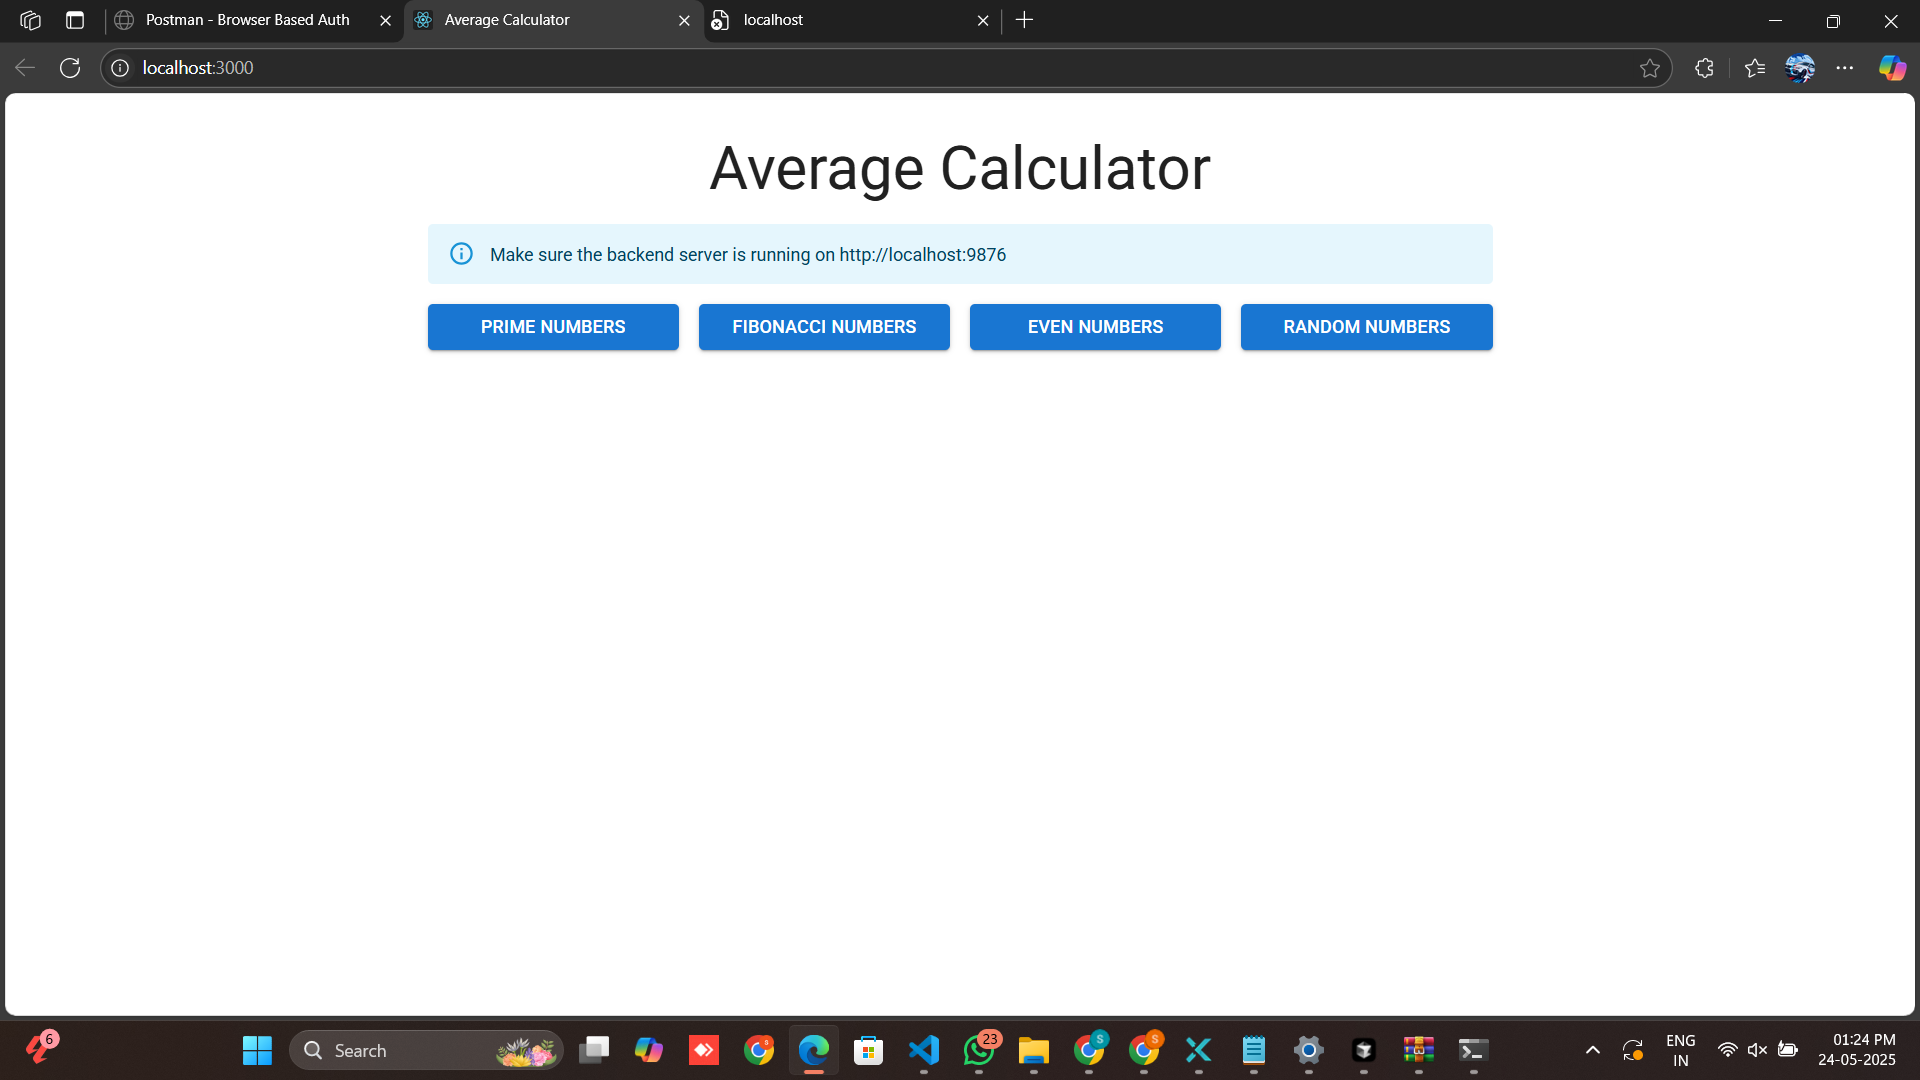 Postman - Browser Based Auth
Average Calculator
localhost
localhost:3000
Average Calculator
Make sure the backend server is running on http://localhost:9876
PRIME NUMBERS
FIBONACCI NUMBERS
EVEN NUMBERS
RANDOM NUMBERS
6
Search
23
S
S
S
ENG
IN
01:24 PM
24-05-2025